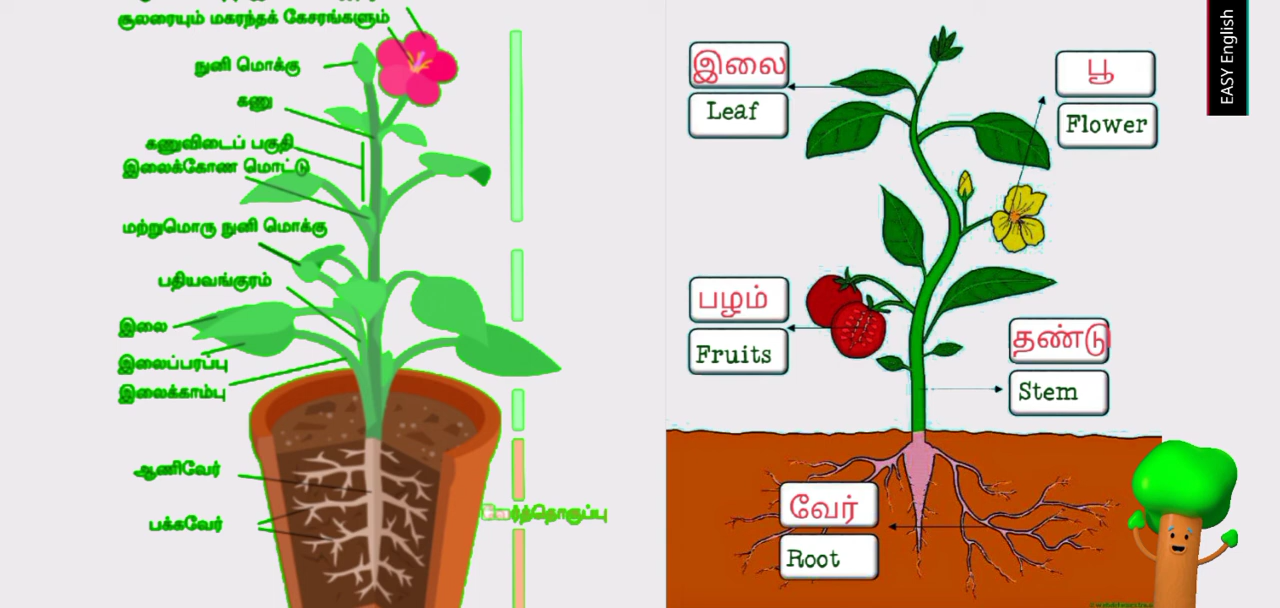 சூலரையும் மகரந்தக் கேசரங்களும்
நுனி மொக்கு
கணு
கணுவிடைப் பகுதி
இலைக்கோண மொட்டு
மற்றுமொரு நுனி மொக்கு
பதியவங்குரம்
இலை
இலைப்பரப்பு
இலைக்காம்பு
ஆணிவேர்
பக்கவேர்
இலை
Leaf
பூ
Flower
பழம்
Fruits
தண்டு
Stem
வேர்
Root
EASY English